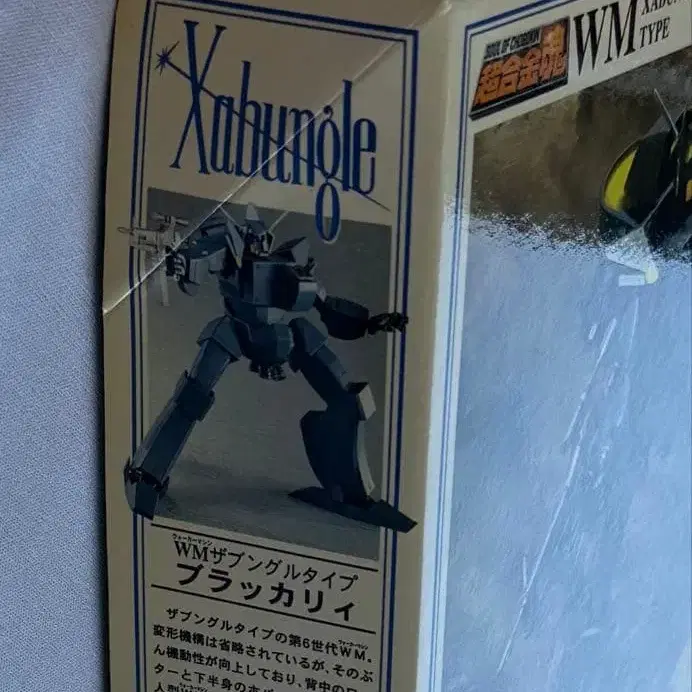 Xabungle
ウォーカーマシン
WMザブングルタイプ
ブラッカリィ
ザブングルタイプの第6世代WM。
ウォーカーマシン
変形機構は省略されているが、そのぶ
ん機動性が向上しており、背中の
ターと下半身のホバ
人型
SOUL OF CHOGOKIN
超合金魂
WM
TYPE